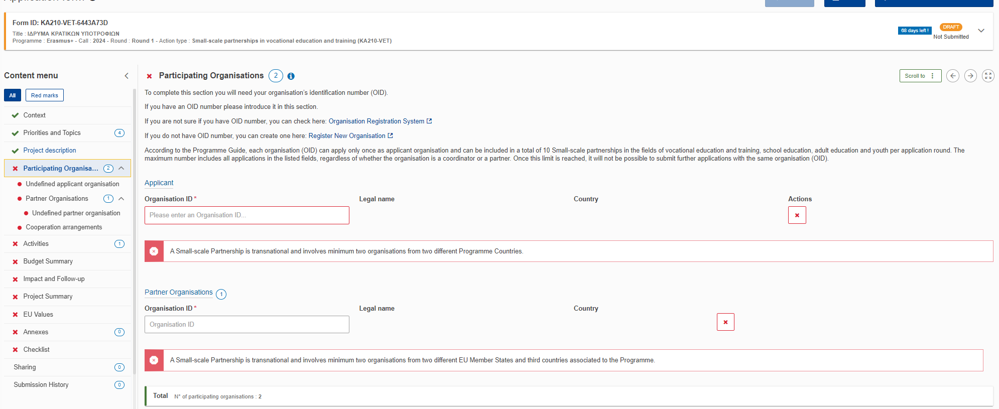 Application form
Form ID: KA210-VET-6443A73D
Title : ΙΔΡΥΜΑ ΚΡΑΤΙΚΩΝ ΥΠΟΤΡΟΦΙΩΝ
Programme : Erasmus+ - Call : 2024 - Round : Round 1 - Action type : Small-scale partnerships in vocational education and training (KA210-VET)
68 days left !
DRAFT
Not Submitted
Content menu
All
Red marks
Context
Priorities and Topics 4
Project description
Participating Organisa... 2
Undefined applicant organisation
Partner Organisations 1
Undefined partner organisation
Cooperation arrangements
Activities 1
Budget Summary
Impact and Follow-up
Project Summary
EU Values
Annexes 0
Checklist
Sharing 0
Submission History 0
Participating Organisations 2
Scroll to
To complete this section you will need your organisation's identification number (OID).
If you have an OID number please introduce it in this section.
If you are not sure if you have OID number, you can check here: Organisation Registration System
If you do not have OID number, you can create one here: Register New Organisation
According to the Programme Guide, each organisation (OID) can apply only once as applicant organisation and can be included in a total of 10 Small-scale partnerships in the fields of vocational education and training, school education, adult education and youth per application round. The
maximum number includes all applications in the listed fields, regardless of whether the organisation is a coordinator or a partner. Once this limit is reached, it will not be possible to submit further applications with the same organisation (OID).
Applicant
Organisation ID * Legal name Country Actions
Please enter an Organisation ID...
A Small-scale Partnership is transnational and involves minimum two organisations from two different Programme Countries.
Partner Organisations 1
Organisation ID * Legal name Country
Organisation ID
A Small-scale Partnership is transnational and involves minimum two organisations from two different EU Member States and third countries associated to the Programme.
Total N° of participating organisations : 2